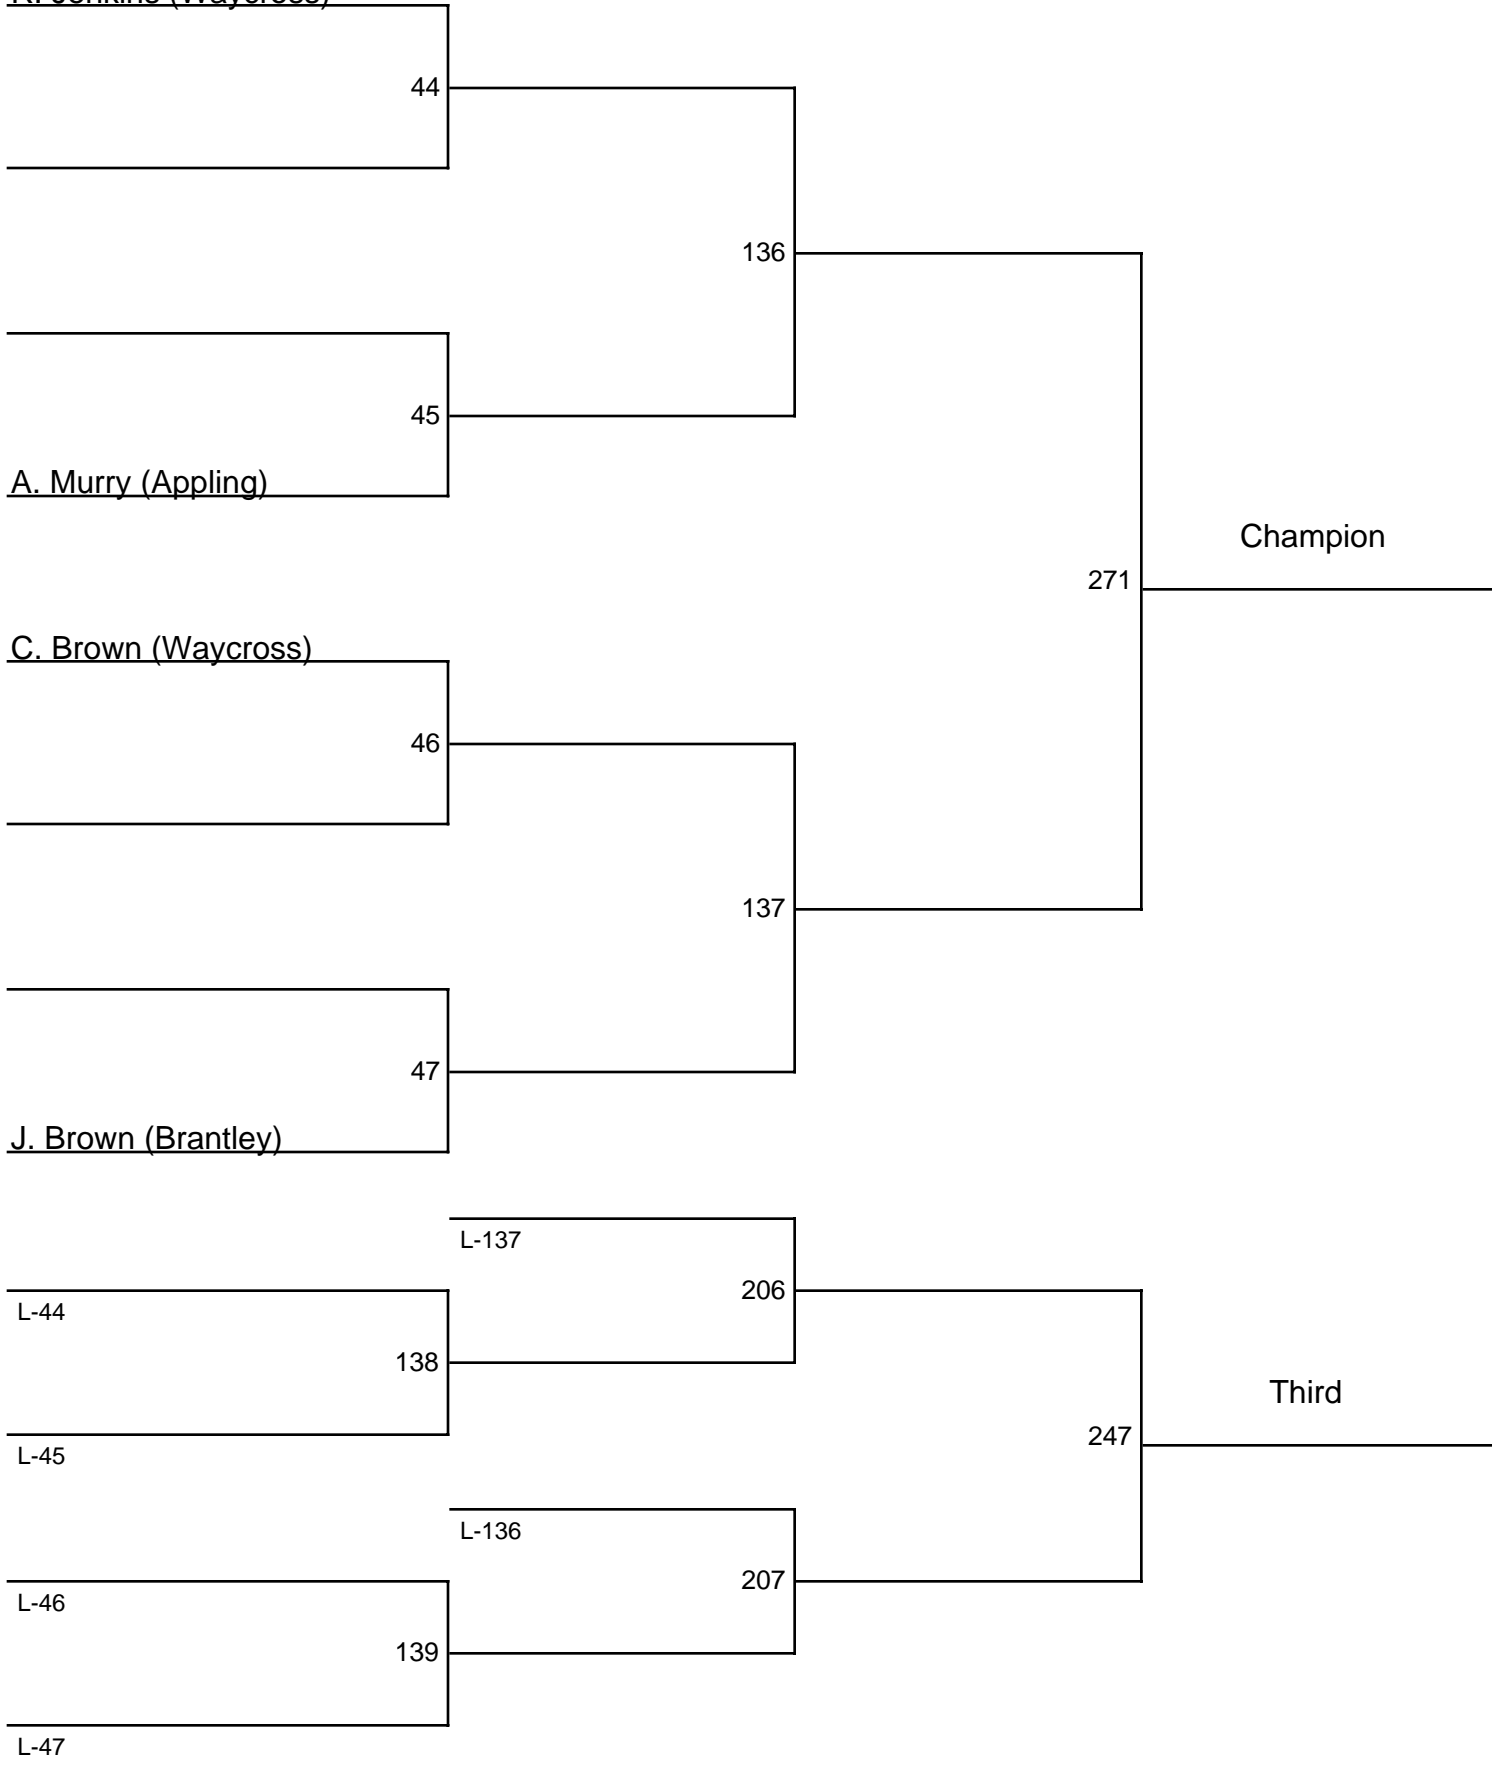 44
136
45
A. Murry (Appling)
Champion
271
C. Brown (Waycross)
46
137
47
J. Brown (Brantley)
L-137
206
L-44
138
Third
247
L-45
L-136
207
L-46
139
L-47